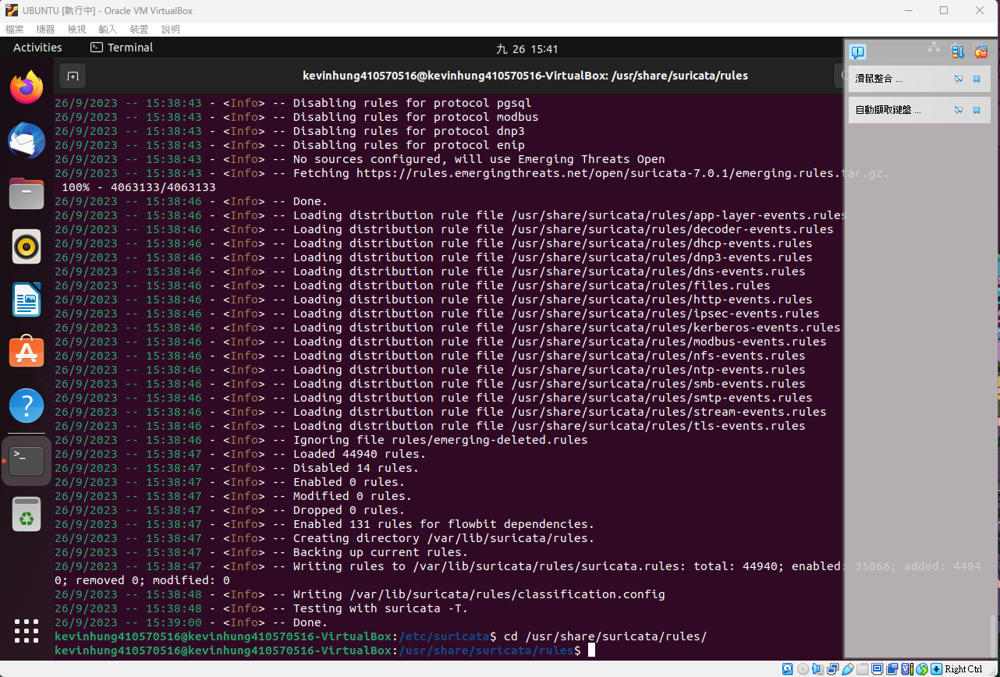 UBUNTU [執行中] - Oracle VM VirtualBox
檔案 機器 檢視 輸入 裝置 說明
Activities Terminal 九 26 15:41
kevinhung410570516@kevinhung410570516-VirtualBox: /usr/share/suricata/rules
滑鼠整合 ...
自動擷取鍵盤 ...
26/9/2023 -- 15:38:43 - <Info> -- Disabling rules for protocol pgsql
26/9/2023 -- 15:38:43 - <Info> -- Disabling rules for protocol modbus
26/9/2023 -- 15:38:43 - <Info> -- Disabling rules for protocol dnp3
26/9/2023 -- 15:38:43 - <Info> -- Disabling rules for protocol enip
26/9/2023 -- 15:38:43 - <Info> -- No sources configured, will use Emerging Threats Open
26/9/2023 -- 15:38:43 - <Info> -- Fetching https://rules.emergingthreats.net/open/suricata-7.0.1/emerging.rules.tar.gz.
100% - 4063133/4063133
26/9/2023 -- 15:38:46 - <Info> -- Done.
26/9/2023 -- 15:38:46 - <Info> -- Loading distribution rule file /usr/share/suricata/rules/app-layer-events.rules
26/9/2023 -- 15:38:46 - <Info> -- Loading distribution rule file /usr/share/suricata/rules/decoder-events.rules
26/9/2023 -- 15:38:46 - <Info> -- Loading distribution rule file /usr/share/suricata/rules/dhcp-events.rules
26/9/2023 -- 15:38:46 - <Info> -- Loading distribution rule file /usr/share/suricata/rules/dnp3-events.rules
26/9/2023 -- 15:38:46 - <Info> -- Loading distribution rule file /usr/share/suricata/rules/dns-events.rules
26/9/2023 -- 15:38:46 - <Info> -- Loading distribution rule file /usr/share/suricata/rules/files.rules
26/9/2023 -- 15:38:46 - <Info> -- Loading distribution rule file /usr/share/suricata/rules/http-events.rules
26/9/2023 -- 15:38:46 - <Info> -- Loading distribution rule file /usr/share/suricata/rules/ipsec-events.rules
26/9/2023 -- 15:38:46 - <Info> -- Loading distribution rule file /usr/share/suricata/rules/kerberos-events.rules
26/9/2023 -- 15:38:46 - <Info> -- Loading distribution rule file /usr/share/suricata/rules/modbus-events.rules
26/9/2023 -- 15:38:46 - <Info> -- Loading distribution rule file /usr/share/suricata/rules/nfs-events.rules
26/9/2023 -- 15:38:46 - <Info> -- Loading distribution rule file /usr/share/suricata/rules/ntp-events.rules
26/9/2023 -- 15:38:46 - <Info> -- Loading distribution rule file /usr/share/suricata/rules/smb-events.rules
26/9/2023 -- 15:38:46 - <Info> -- Loading distribution rule file /usr/share/suricata/rules/smtp-events.rules
26/9/2023 -- 15:38:46 - <Info> -- Loading distribution rule file /usr/share/suricata/rules/stream-events.rules
26/9/2023 -- 15:38:46 - <Info> -- Loading distribution rule file /usr/share/suricata/rules/tls-events.rules
26/9/2023 -- 15:38:46 - <Info> -- Ignoring file rules/emerging-deleted.rules
26/9/2023 -- 15:38:47 - <Info> -- Loaded 44940 rules.
26/9/2023 -- 15:38:47 - <Info> -- Disabled 14 rules.
26/9/2023 -- 15:38:47 - <Info> -- Enabled 0 rules.
26/9/2023 -- 15:38:47 - <Info> -- Modified 0 rules.
26/9/2023 -- 15:38:47 - <Info> -- Dropped 0 rules.
26/9/2023 -- 15:38:47 - <Info> -- Enabled 131 rules for flowbit dependencies.
26/9/2023 -- 15:38:47 - <Info> -- Creating directory /var/lib/suricata/rules.
26/9/2023 -- 15:38:47 - <Info> -- Backing up current rules.
26/9/2023 -- 15:38:47 - <Info> -- Writing rules to /var/lib/suricata/rules/suricata.rules: total: 44940; enabled: 35066; added: 4494
0; removed 0; modified: 0
26/9/2023 -- 15:38:48 - <Info> -- Writing /var/lib/suricata/rules/classification.config
26/9/2023 -- 15:38:48 - <Info> -- Testing with suricata -T.
26/9/2023 -- 15:39:00 - <Info> -- Done.
kevinhung410570516@kevinhung410570516-VirtualBox:/etc/suricata$ cd /usr/share/suricata/rules/
kevinhung410570516@kevinhung410570516-VirtualBox:/usr/share/suricata/rules$
Right Ctrl